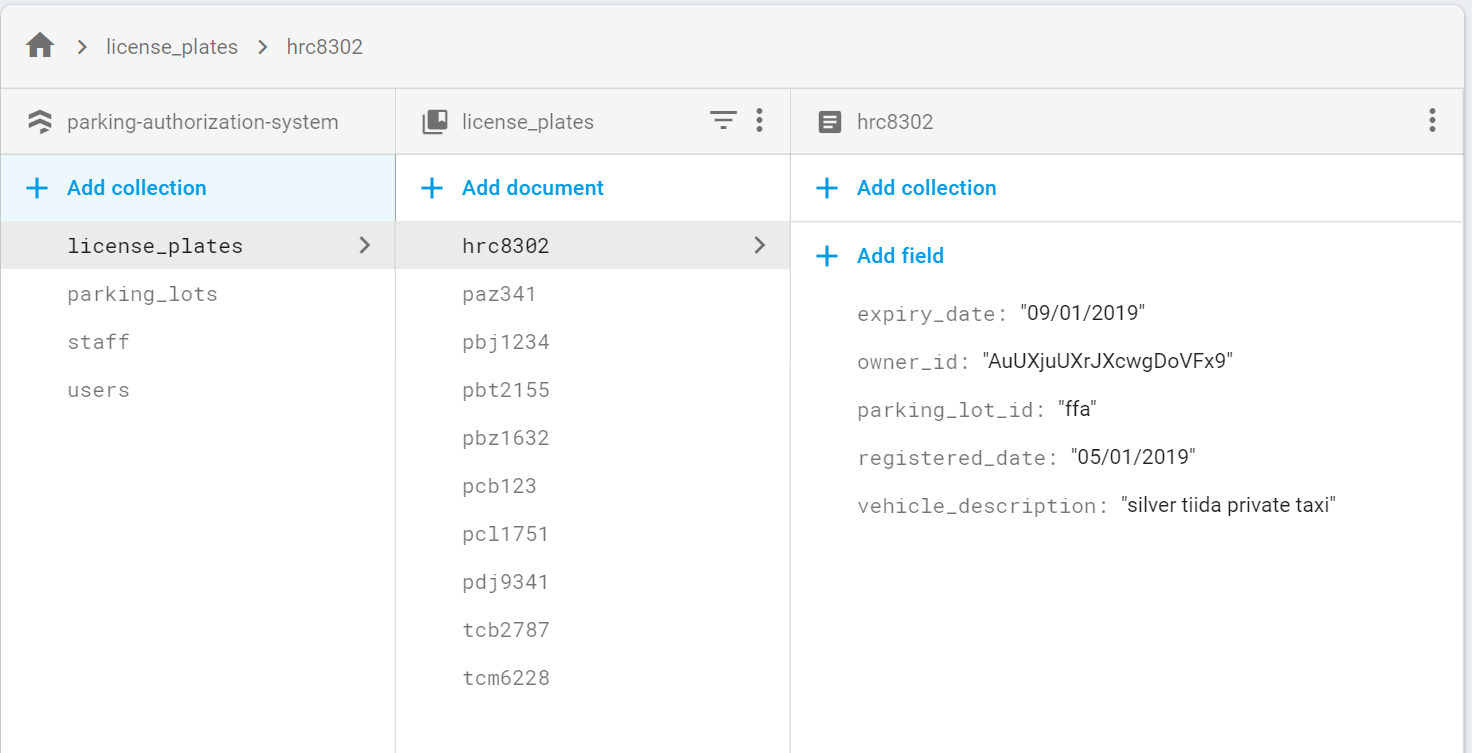 license_plates > hrc8302
parking-authorization-system
license_plates
hrc8302
Add collection
license_plates
parking_lots
staff
users
Add document
hrc8302
paz341
pbj1234
pbt2155
pbz1632
pcb123
pcl1751
pdj9341
tcb2787
tcm6228
Add collection
Add field
expiry_date: "09/01/2019"
owner_id: "AuUXjuUXrJXcwgDoVFx9"
parking_lot_id: "ffa"
registered_date: "05/01/2019"
vehicle_description: "silver tiida private taxi"